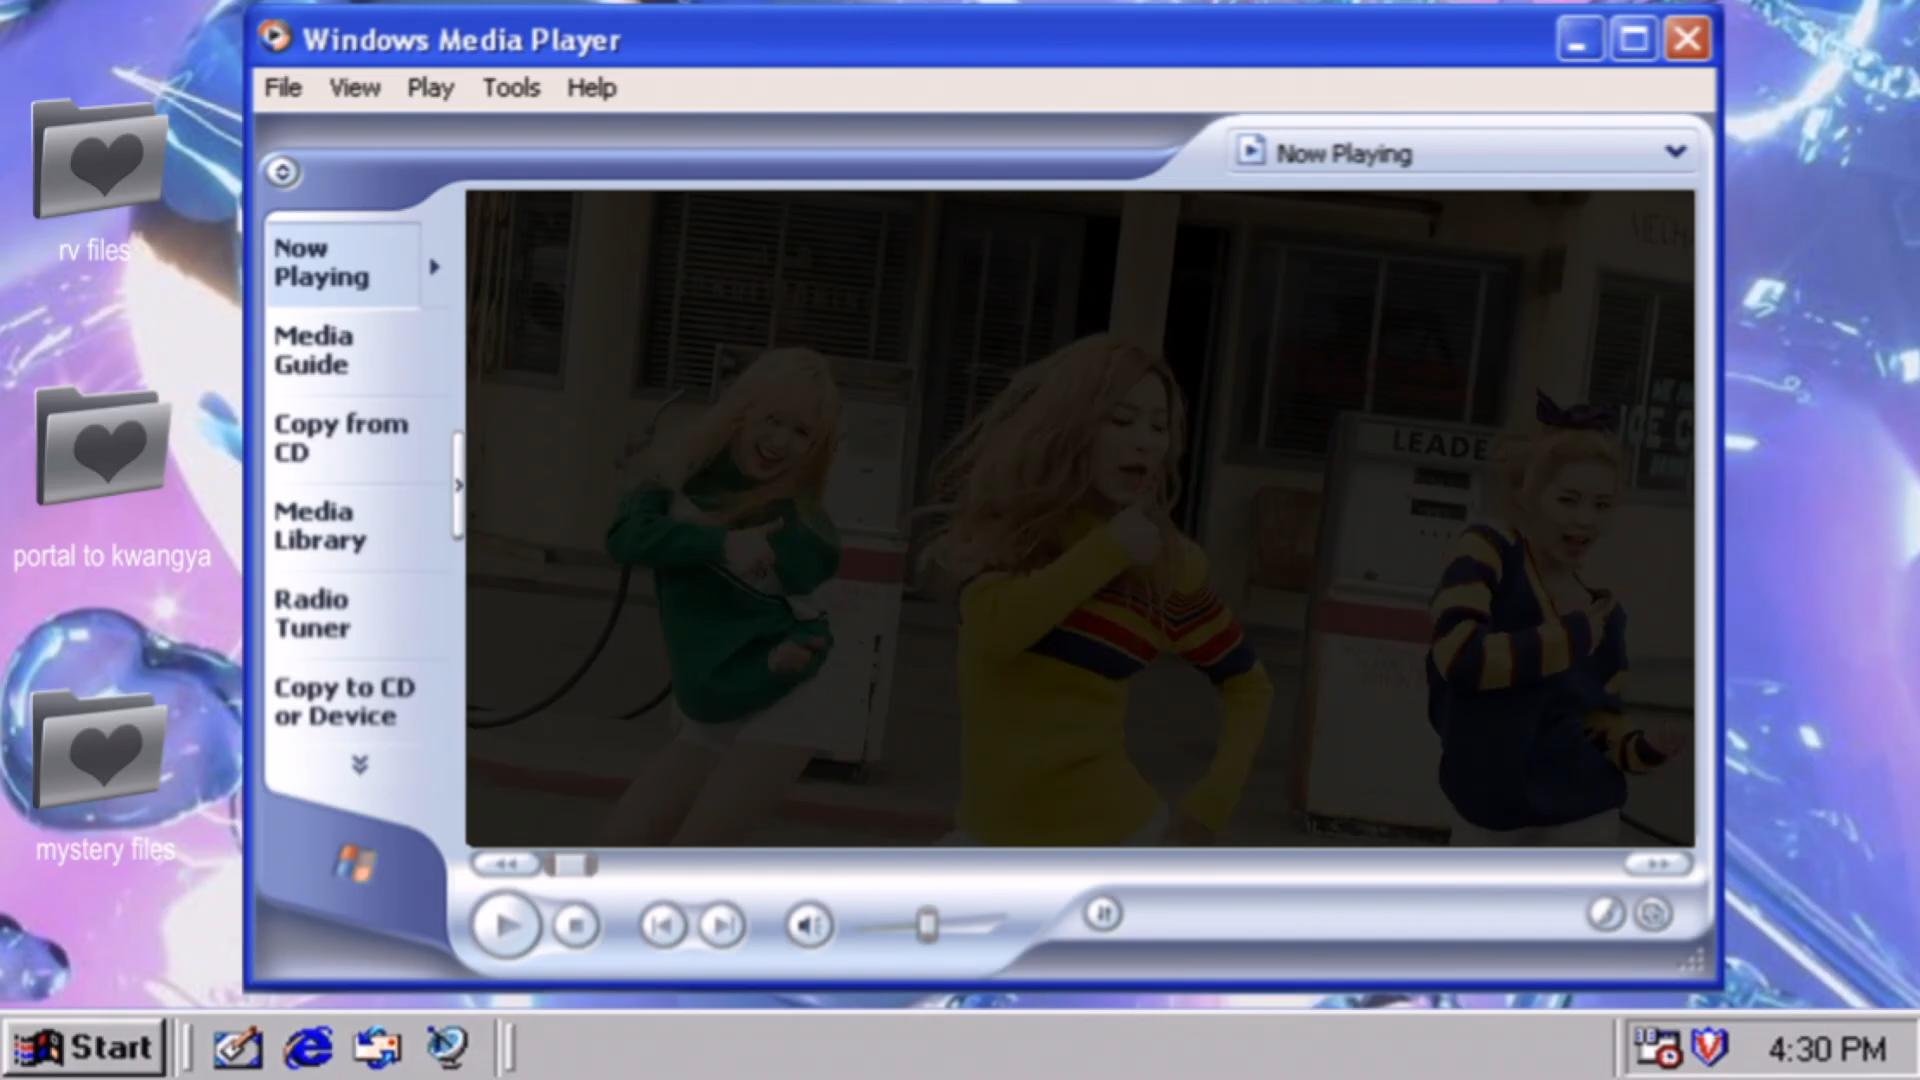 Windows Media Player
File View Play Tools Help
Now Playing
rv files
Now
Playing
Media
Guide
Copy from
CD
LEADE
portal to kwangya
Media
Library
Radio
Tuner
Copy to CD
or Device
mystery files
Start
4:30 PM